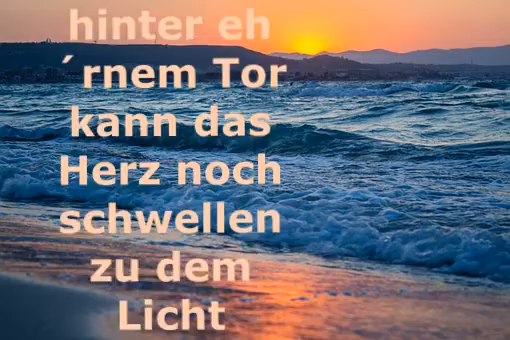 hinter eh
´rnem Tor
kann das
Herz noch
schwellen
zu dem
Licht